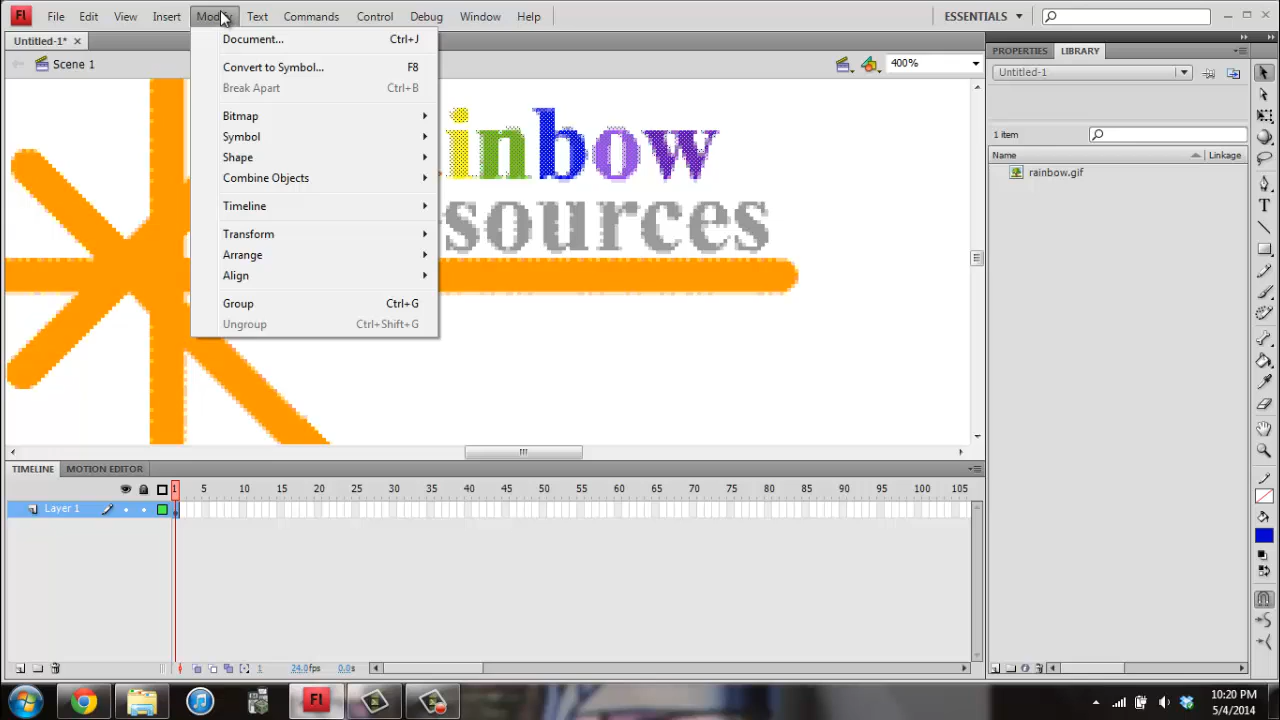 Fl File Edit View Insert Modify Text Commands Control Debug Window Help ESSENTIALS
Untitled-1*
Scene 1
400%
Document... Ctrl+J
Convert to Symbol... F8
Break Apart Ctrl+B
Bitmap
Symbol
Shape
Combine Objects
Timeline
Transform
Arrange
Align
Group Ctrl+G
Ungroup Ctrl+Shift+G
inbow
sources
PROPERTIES LIBRARY
Untitled-1
1 item
Name Linkage
rainbow.gif
TIMELINE MOTION EDITOR
1 5 10 15 20 25 30 35 40 45 50 55 60 65 70 75 80 85 90 95 100 105
Layer 1
1 24.0fps 0.0s
Fl
10:20 PM
5/4/2014